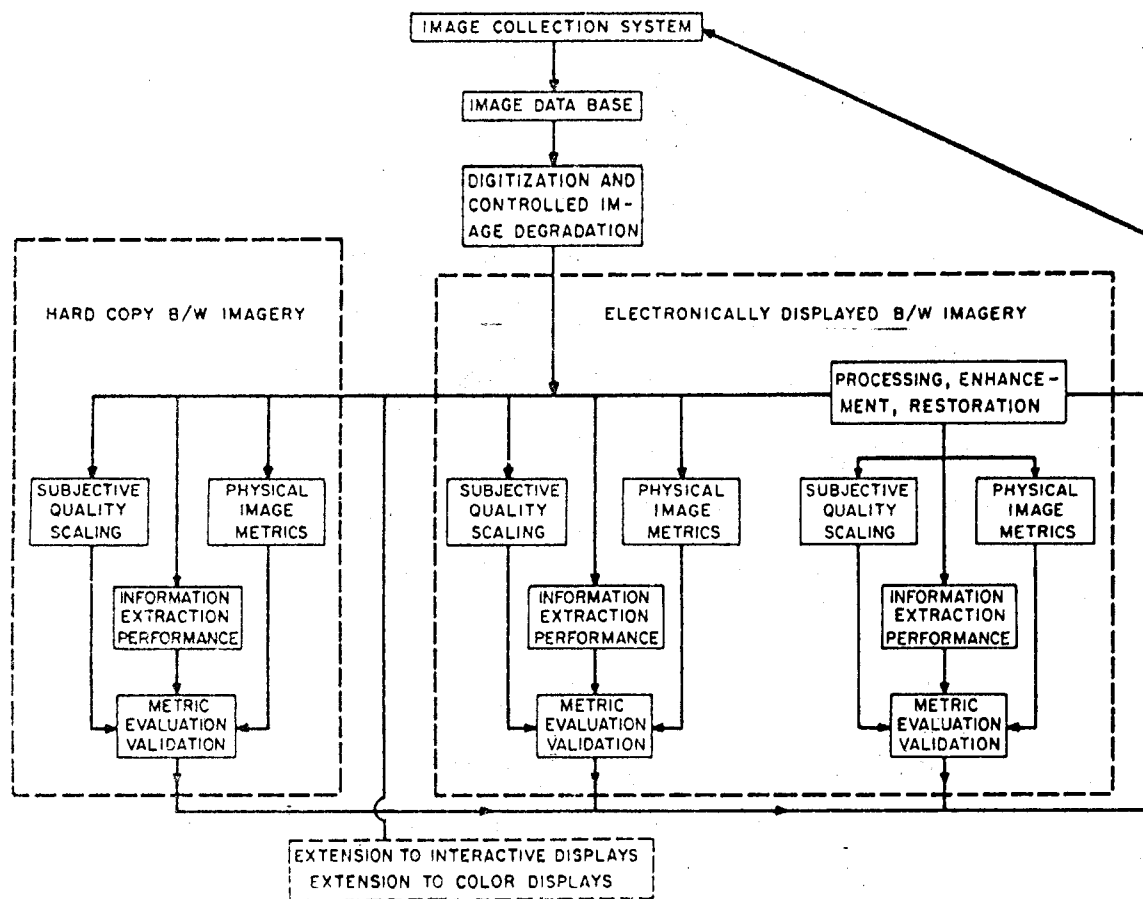 IMAGE COLLECTION SYSTEM
IMAGE DATA BASE
DIGITIZATION AND
CONTROLLED IM-
AGE DEGRADATION
HARD COPY B/W IMAGERY
ELECTRONICALLY DISPLAYED B/W IMAGERY
PROCESSING, ENHANCE-
MENT, RESTORATION
SUBJECTIVE
QUALITY
SCALING
PHYSICAL
IMAGE
METRICS
INFORMATION
EXTRACTION
PERFORMANCE
METRIC
EVALUATION
VALIDATION
SUBJECTIVE
QUALITY
SCALING
PHYSICAL
IMAGE
METRICS
INFORMATION
EXTRACTION
PERFORMANCE
METRIC
EVALUATION
VALIDATION
SUBJECTIVE
QUALITY
SCALING
PHYSICAL
IMAGE
METRICS
INFORMATION
EXTRACTION
PERFORMANCE
METRIC
EVALUATION
VALIDATION
EXTENSION TO INTERACTIVE DISPLAYS
EXTENSION TO COLOR DISPLAYS